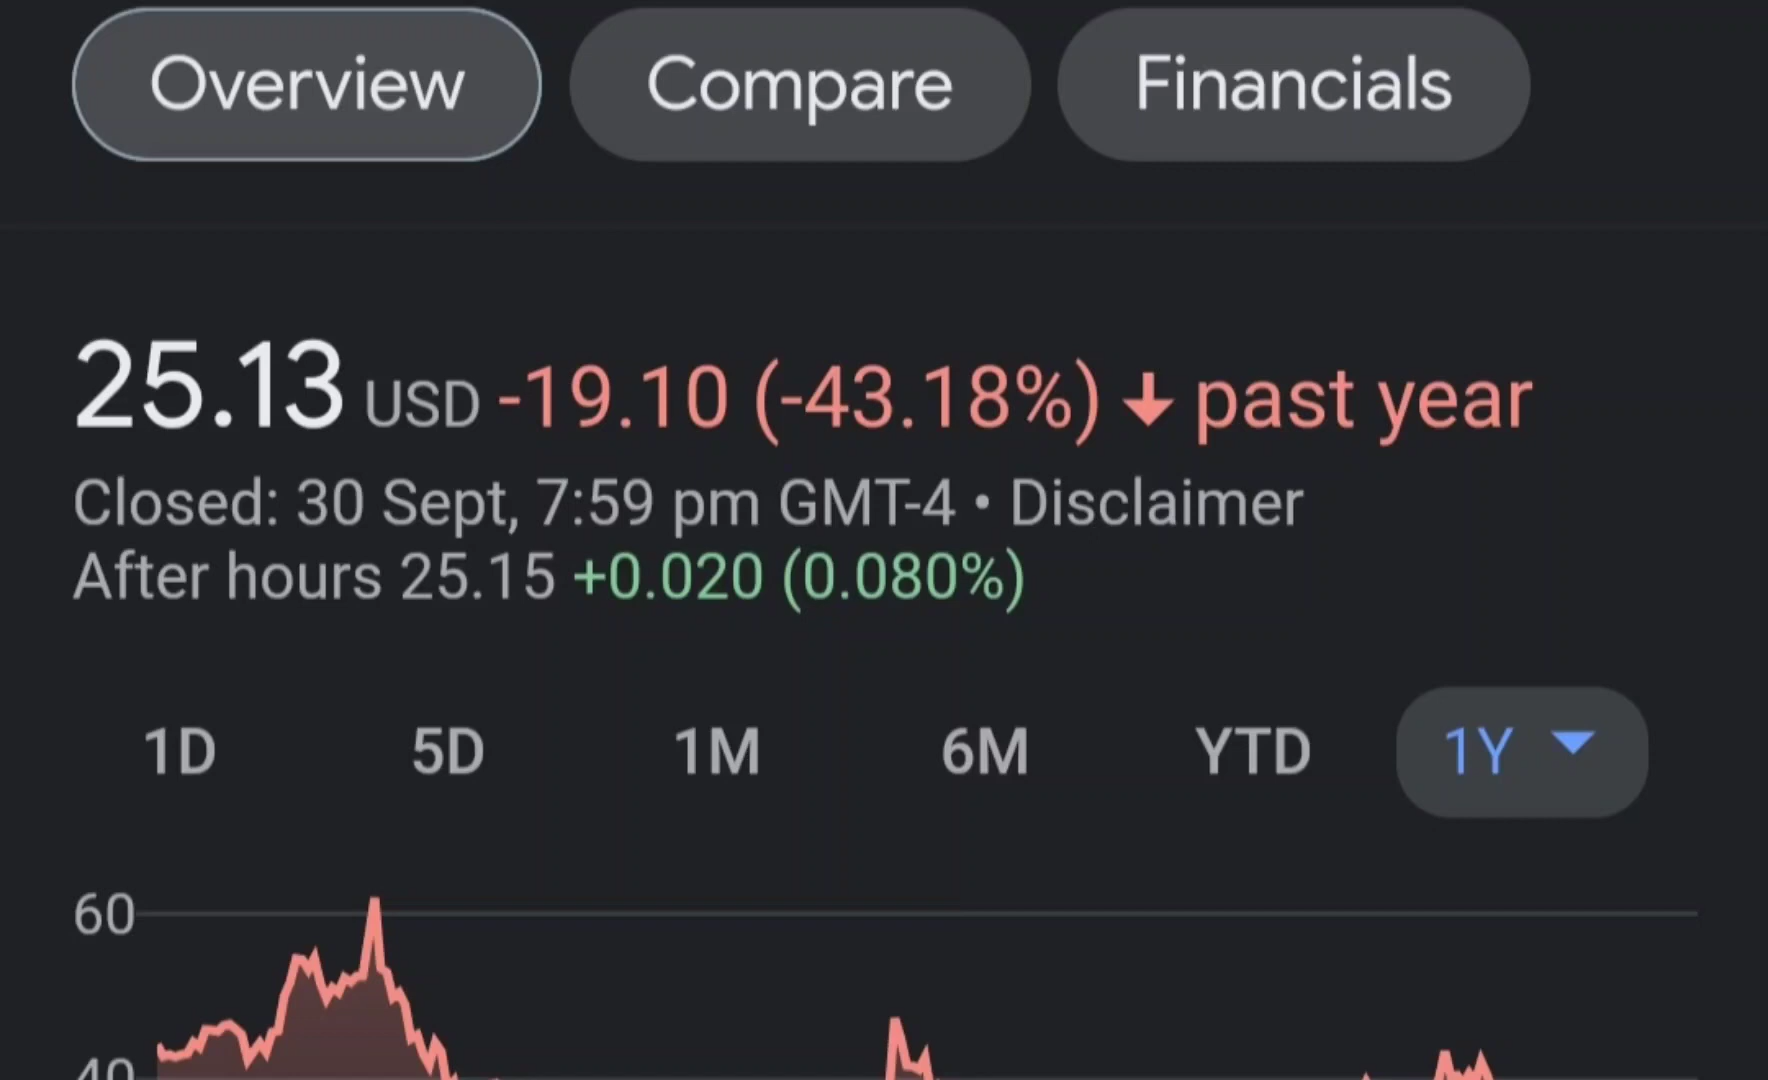 Overview Compare Financials
25.13 USD -19.10 (-43.18%) ↓ past year
Closed: 30 Sept, 7:59 pm GMT-4 • Disclaimer
After hours 25.15 +0.020 (0.080%)
1D 5D 1M 6M YTD 1Y
60
40